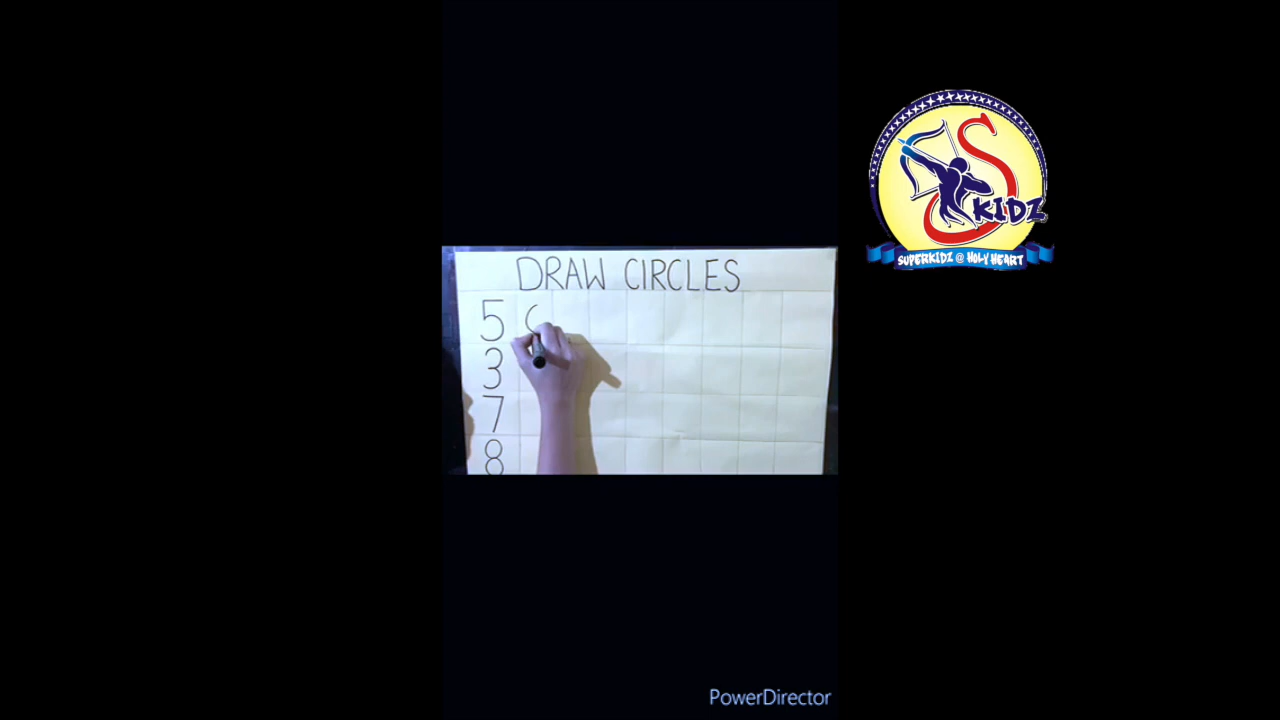 S
KIDZ
SUPERKIDZ @ HOLY HEART
DRAW CIRCLES
5
3
7
8
PowerDirector